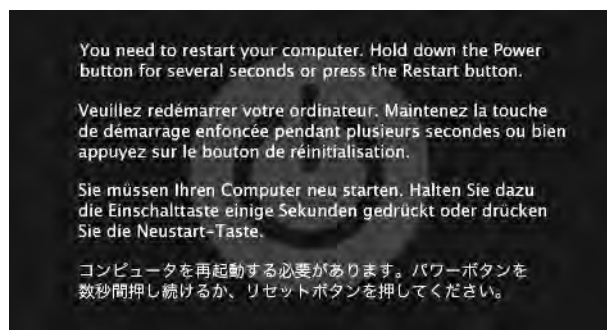 You need to restart your computer. Hold down the Power
button for several seconds or press the Restart button.
Veuillez redémarrer votre ordinateur. Maintenez la touche
de démarrage enfoncée pendant plusieurs secondes ou bien
appuyez sur le bouton de réinitialisation.
Sie müssen Ihren Computer neu starten. Halten Sie dazu
die Einschalttaste einige Sekunden gedrückt oder drücken
Sie die Neustart-Taste.
コンピュータを再起動する必要があります。パワーボタンを
数秒間押し続けるか、リセットボタンを押してください。